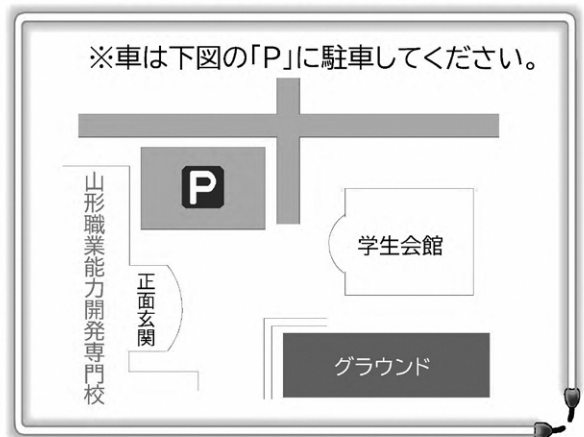 ※車は下図の「P」に駐車してください。
P
山形職業能力開発専門校
正面玄関
学生会館
グラウンド